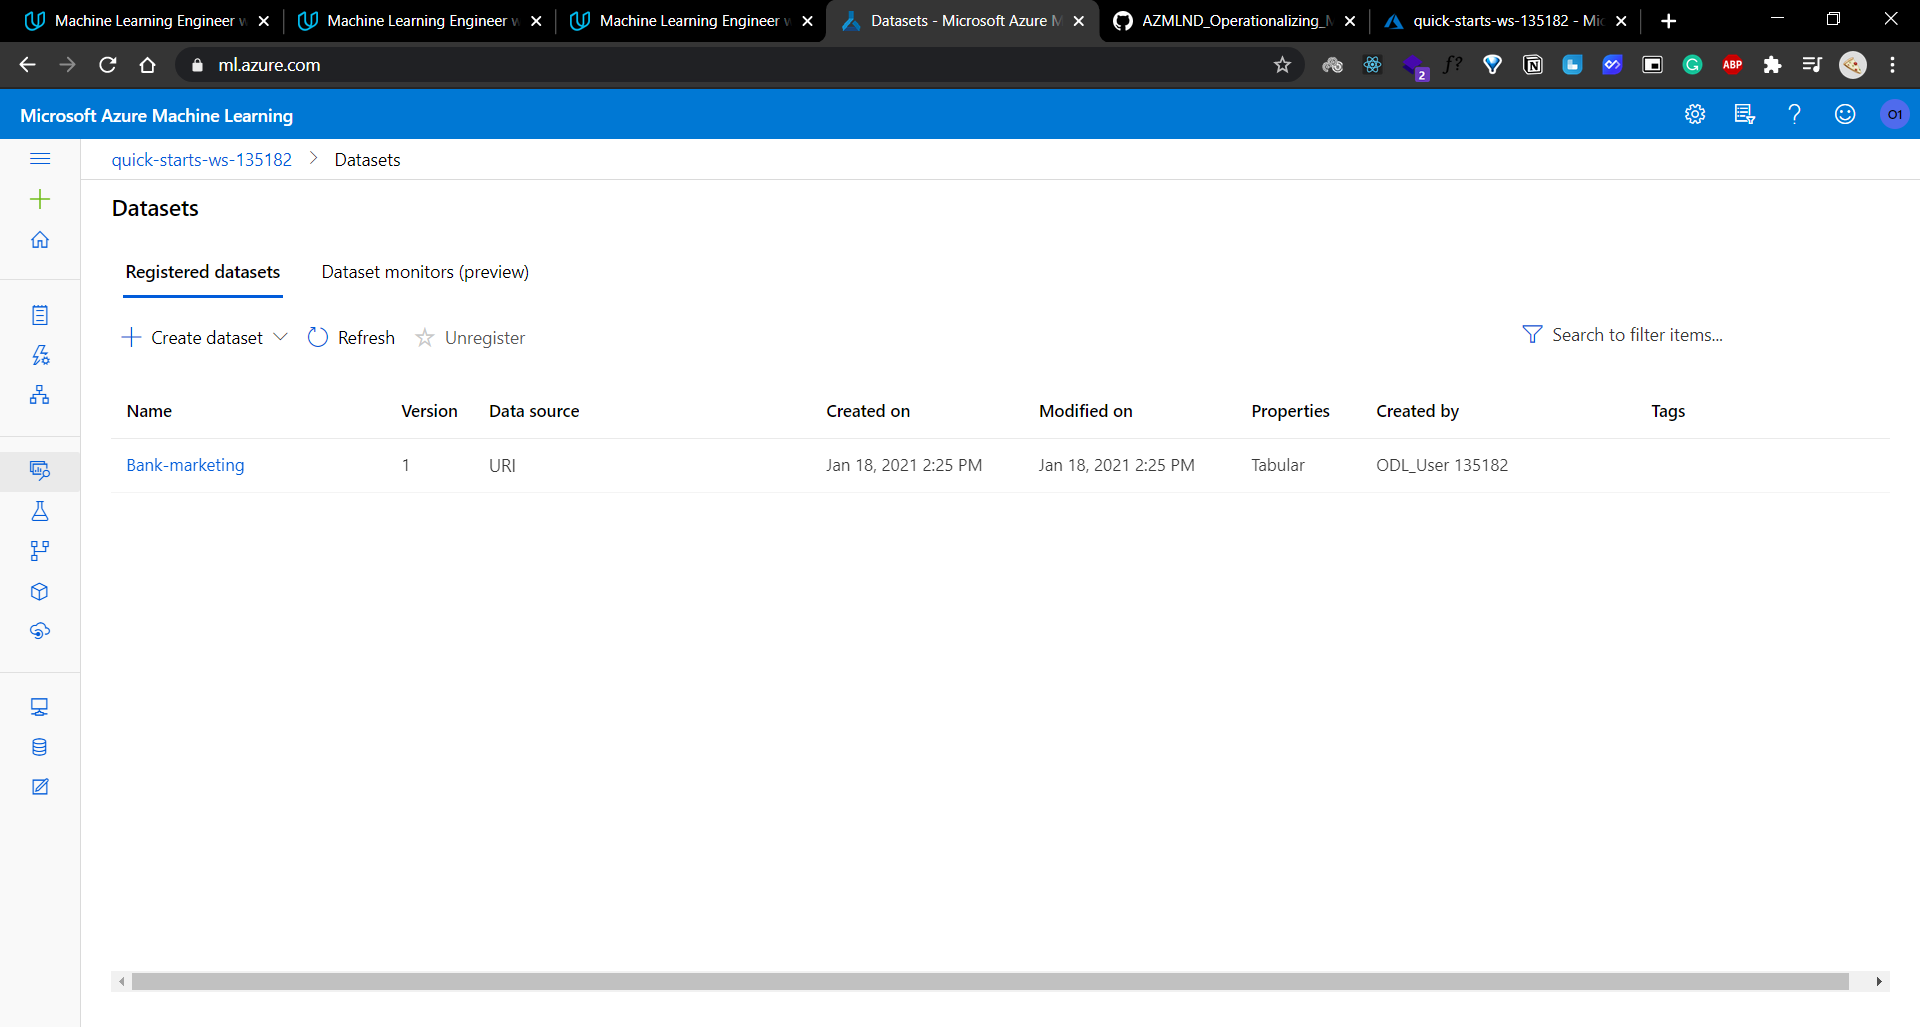 Machine Learning Engineer w
Machine Learning Engineer w
Machine Learning Engineer w
Datasets - Microsoft Azure M
AZMLND_Operationalizing_M
quick-starts-ws-135182 - Mic
ml.azure.com
2
f?
N
L
G
ABP
Microsoft Azure Machine Learning
O1
quick-starts-ws-135182 > Datasets
Datasets
Registered datasets
Dataset monitors (preview)
Create dataset
Refresh
Unregister
Search to filter items...
Name Version Data source Created on Modified on Properties Created by Tags
Bank-marketing 1 URI Jan 18, 2021 2:25 PM Jan 18, 2021 2:25 PM Tabular ODL_User 135182